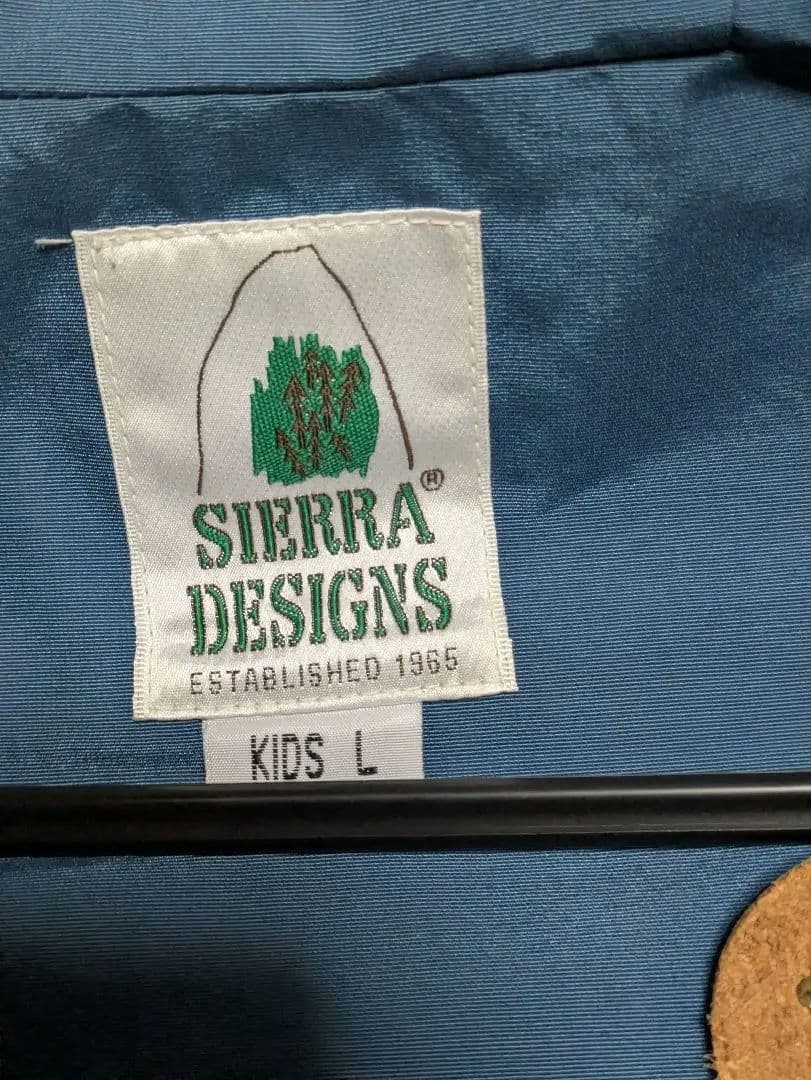 ®
SIERRA
DESIGNS
ESTABLISHED 1965
KIDS L